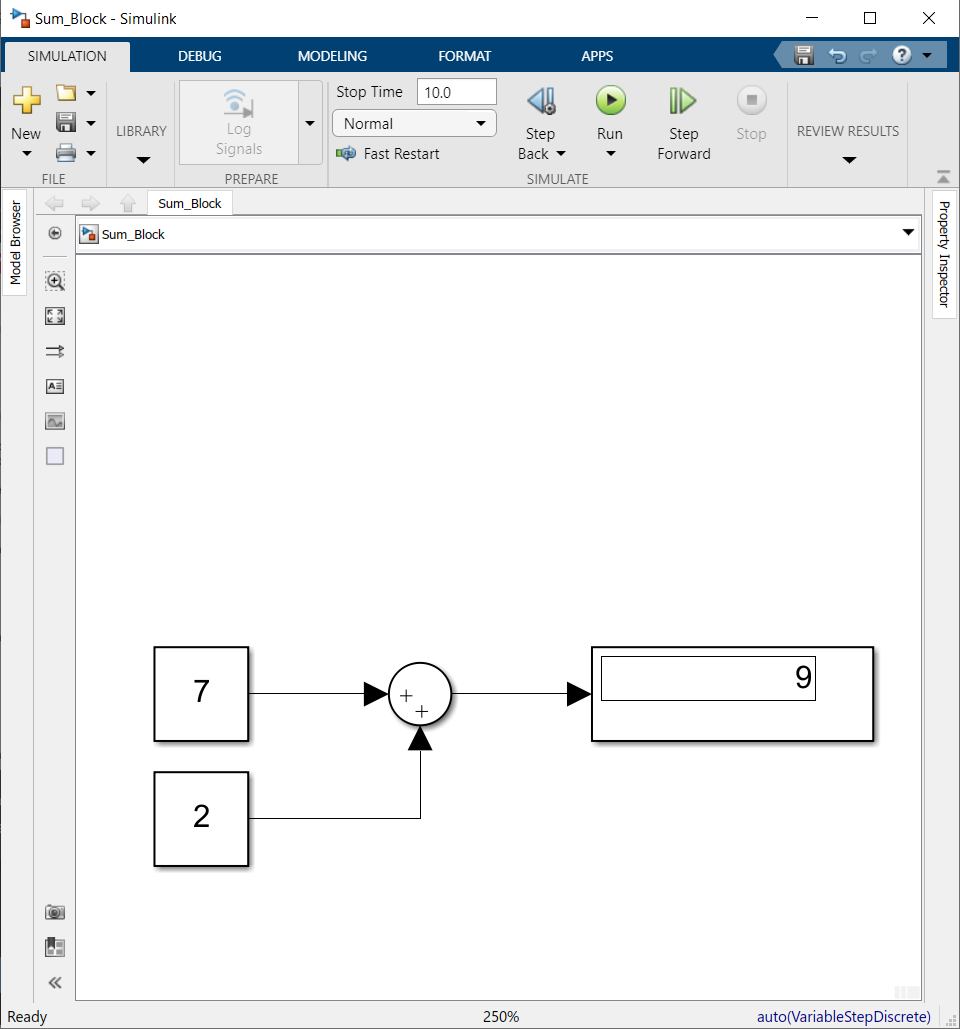 Sum_Block - Simulink
SIMULATION DEBUG MODELING FORMAT APPS
?
New
FILE
LIBRARY
Log
Signals
PREPARE
Stop Time 10.0
Normal
Fast Restart
Step
Back
Run
Step
Forward
Stop
SIMULATE
REVIEW RESULTS
Model Browser
Sum_Block
Sum_Block
Property Inspector
A
7
+
+
9
2
Ready 250% auto(VariableStepDiscrete)